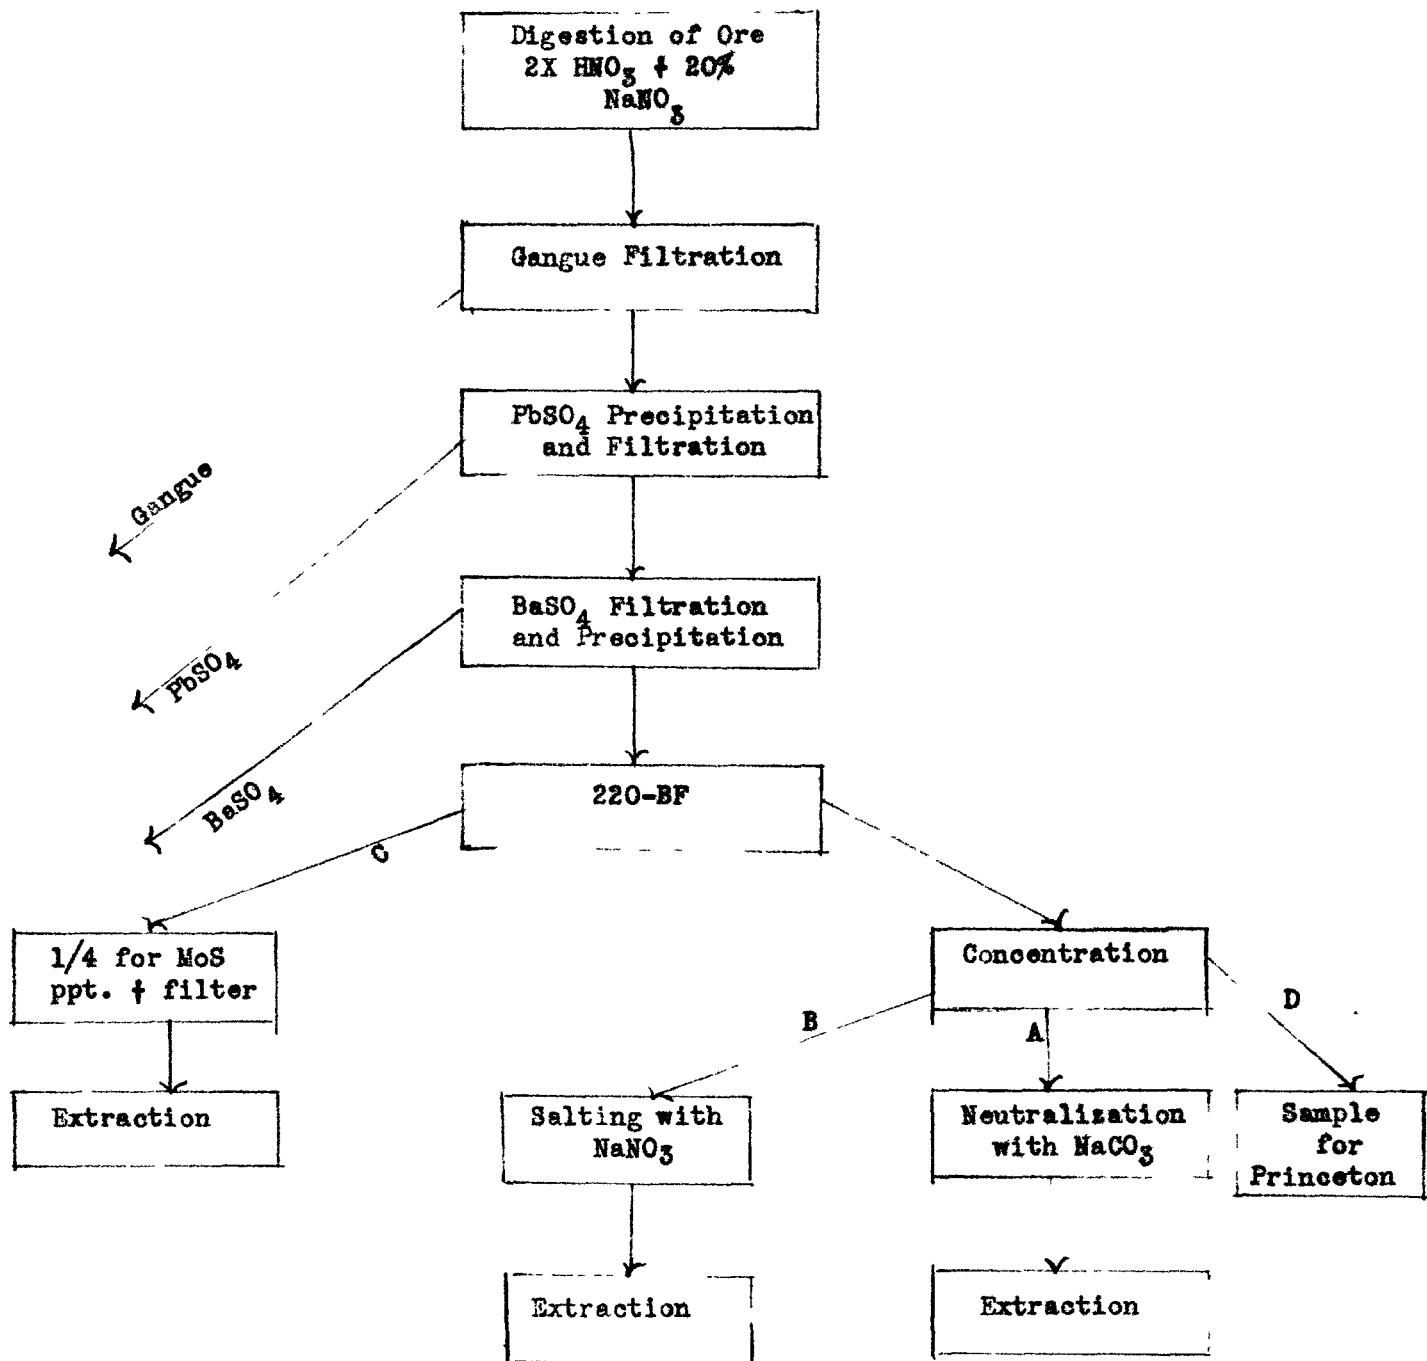 Digestion of Ore
2X HNO₃ + 20%
NaNO₃
Gangue Filtration
PbSO₄ Precipitation
and Filtration
Gangue
BaSO₄ Filtration
and Precipitation
PbSO₄
220-BF
BaSO₄
C
1/4 for MoS
ppt. + filter
Concentration
B
A
D
Extraction
Salting with
NaNO₃
Neutralization
with NaCO₃
Sample
for
Princeton
Extraction
Extraction